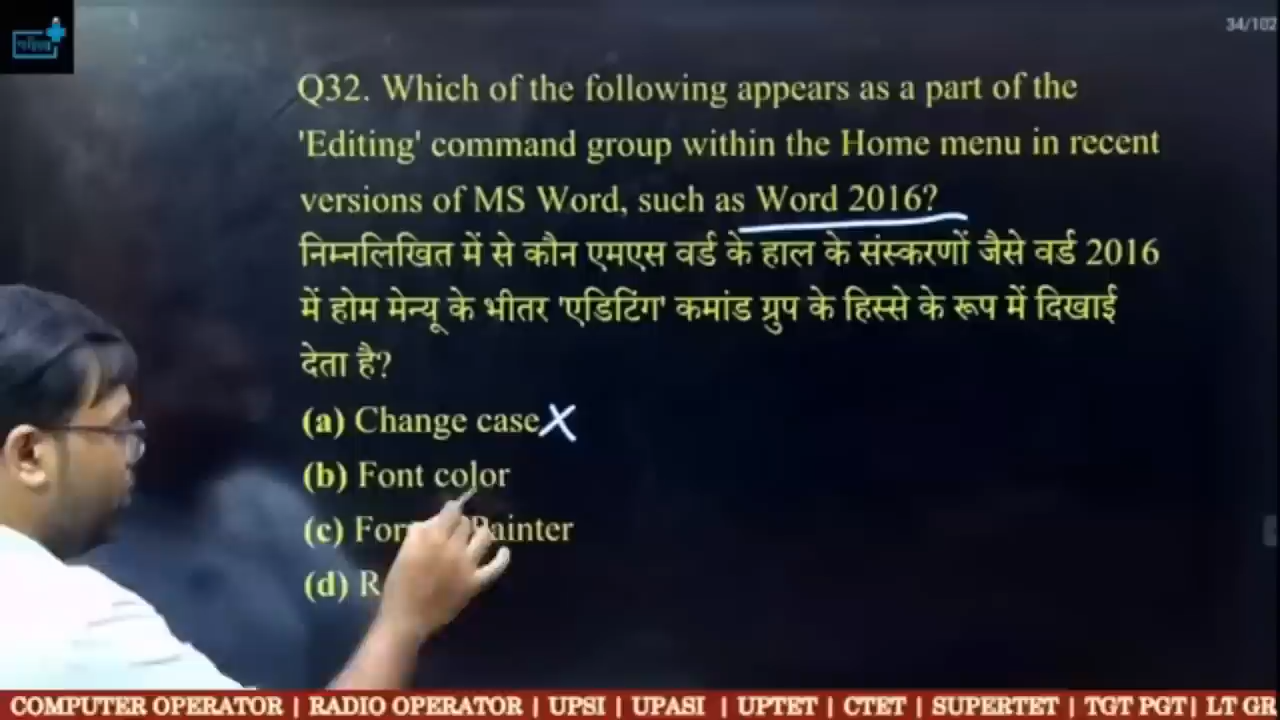 34/102
Q32. Which of the following appears as a part of the
'Editing' command group within the Home menu in recent
versions of MS Word, such as Word 2016?
निम्नलिखित में से कौन एमएस वर्ड के हाल के संस्करणों जैसे वर्ड 2016
में होम मेन्यू के भीतर 'एडिटिंग' कमांड ग्रुप के हिस्से के रूप में दिखाई
देता है?
(a) Change case
(b) Font color
(c) Painter
(d)
COMPUTER OPERATOR | RADIO OPERATOR | UPSI | UPASI | UPTET | CTET | SUPERTET | TGT PGT| LT GR